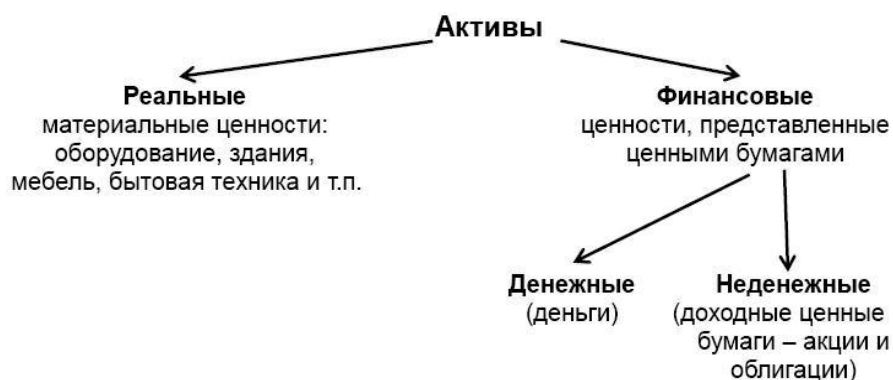 Активы
Реальные
материальные ценности:
оборудование, здания,
мебель, бытовая техника и т.п.
Финансовые
ценности, представленные
ценными бумагами
Денежные
(деньги)
Неденежные
(доходные ценные
бумаги – акции и
облигации)